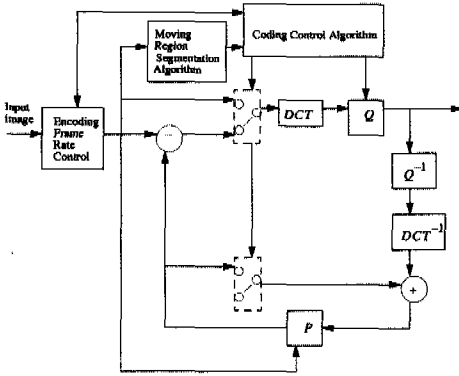 Moving
Region
Segmentation
Algorithm
Coding Control Algorithm
Input
image
Encoding
Frame
Rate
Control
−
DCT
Q
Q⁻¹
DCT⁻¹
+
P